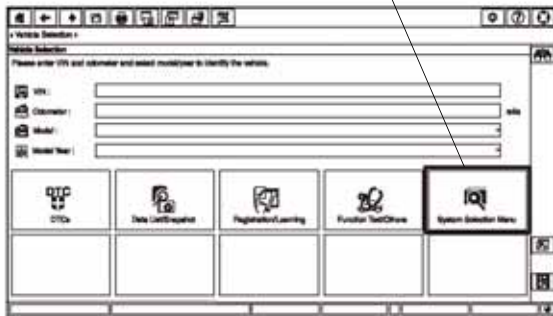 ‹ Vehicle Selection ›
Vehicle Selection
Please enter VIN and odometer and select model/year to identify the vehicle.
VIN :
Odometer :
mile
Model :
Model Year :
DTC
DTCs
Data List/Snapshot
Registration/Learning
Function Test/Others
System Selection Menu